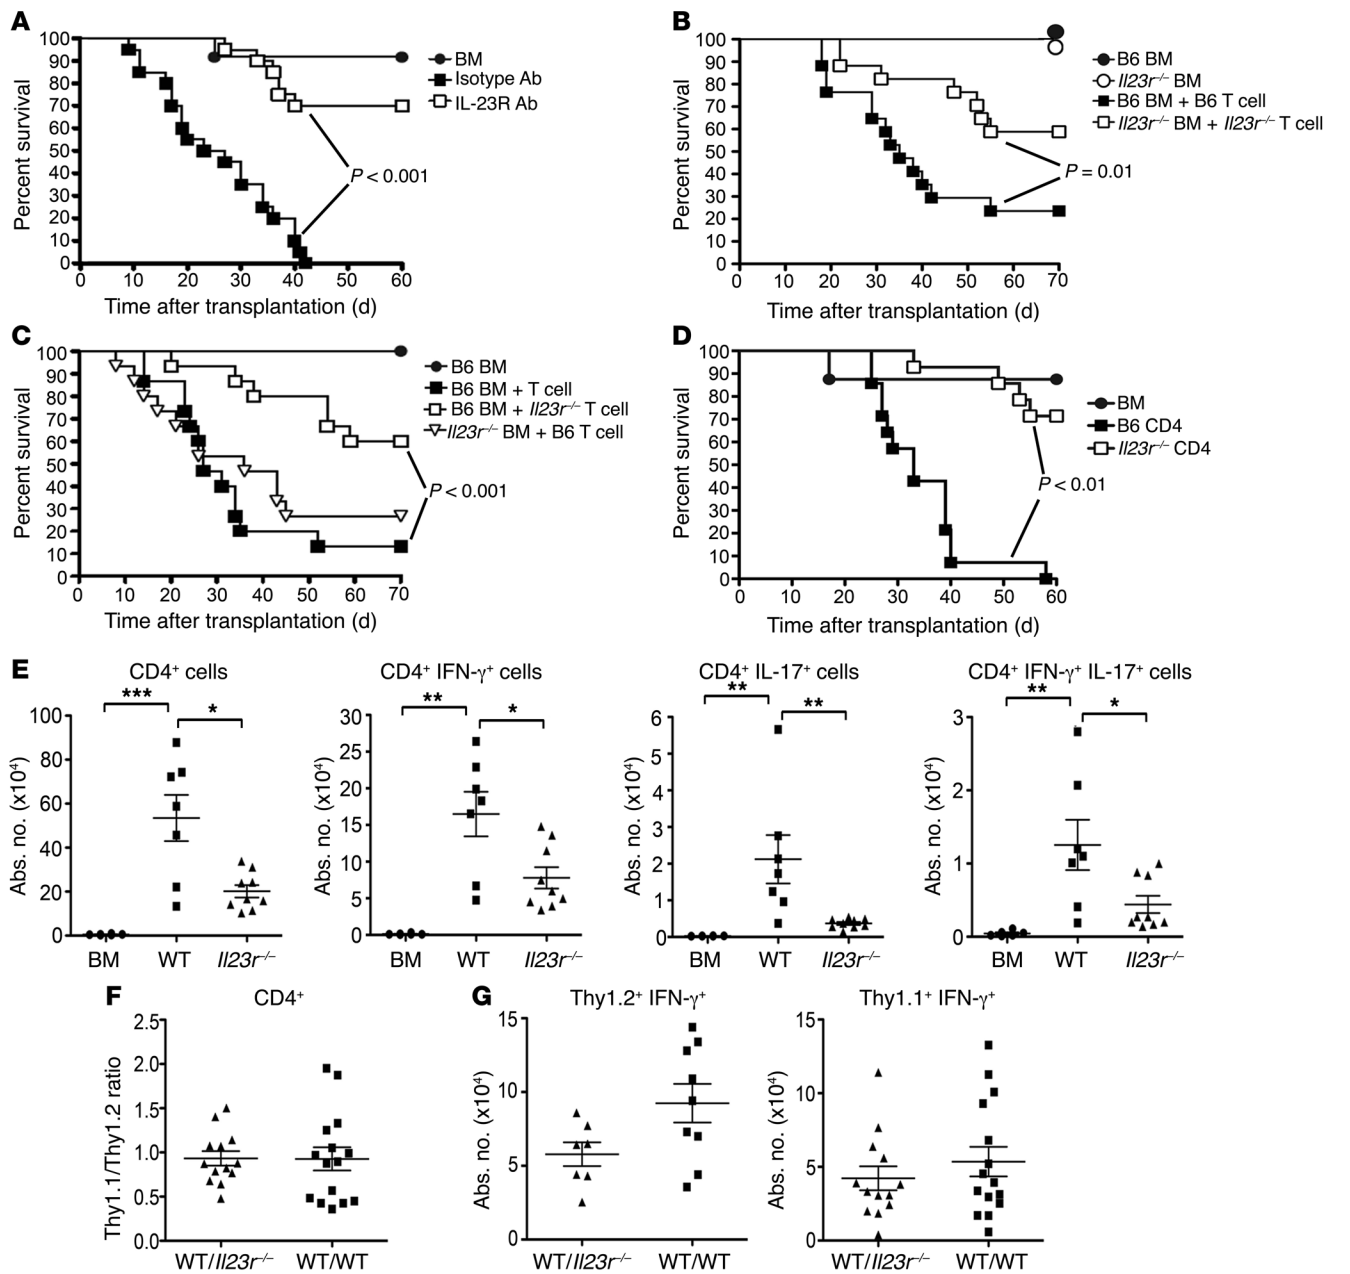 A
Percent survival
100
90
80
70
60
50
40
30
20
10
0
0 10 20 30 40 50 60
Time after transplantation (d)
BM
Isotype Ab
IL-23R Ab
P < 0.001
B
Percent survival
100
90
80
70
60
50
40
30
20
10
0
0 10 20 30 40 50 60 70
Time after transplantation (d)
B6 BM
Il23r–/– BM
B6 BM + B6 T cell
Il23r–/– BM + Il23r–/– T cell
P = 0.01
C
Percent survival
100
90
80
70
60
50
40
30
20
10
0
0 10 20 30 40 50 60 70
Time after transplantation (d)
B6 BM
B6 BM + T cell
B6 BM + Il23r–/– T cell
Il23r–/– BM + B6 T cell
P < 0.001
D
Percent survival
100
90
80
70
60
50
40
30
20
10
0
0 10 20 30 40 50 60
Time after transplantation (d)
BM
B6 CD4
Il23r–/– CD4
P < 0.01
E
CD4+ cells
*** *
Abs. no. (x10⁴)
100
80
60
40
20
0
BM WT Il23r–/–
CD4+ IFN-γ+ cells
** *
Abs. no. (x10⁴)
30
25
20
15
10
5
0
BM WT Il23r–/–
CD4+ IL-17+ cells
** **
Abs. no. (x10⁴)
6
5
4
3
2
1
0
BM WT Il23r–/–
CD4+ IFN-γ+ IL-17+ cells
** *
Abs. no. (x10⁴)
3
2
1
0
BM WT Il23r–/–
F
CD4+
Thy1.1/Thy1.2 ratio
2.5
2.0
1.5
1.0
0.5
0.0
WT/Il23r–/– WT/WT
G
Thy1.2+ IFN-γ+
Abs. no. (x10⁴)
15
10
5
0
WT/Il23r–/– WT/WT
Thy1.1+ IFN-γ+
Abs. no. (x10⁴)
15
10
5
0
WT/Il23r–/– WT/WT